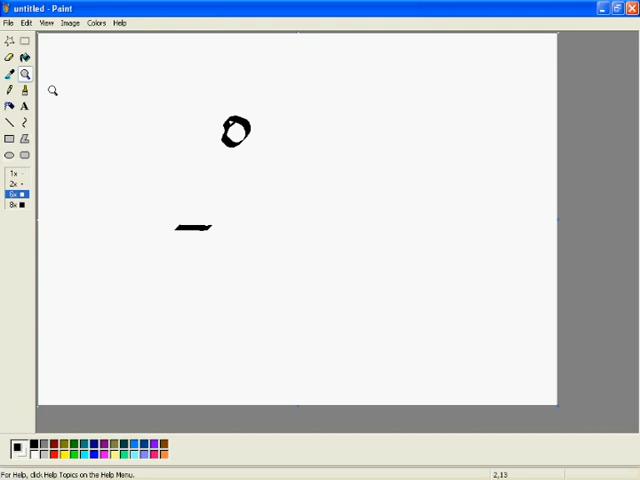 untitled - Paint
File Edit View Image Colors Help
A
1x
2x
6x
8x
For Help, click Help Topics on the Help Menu.
2,13